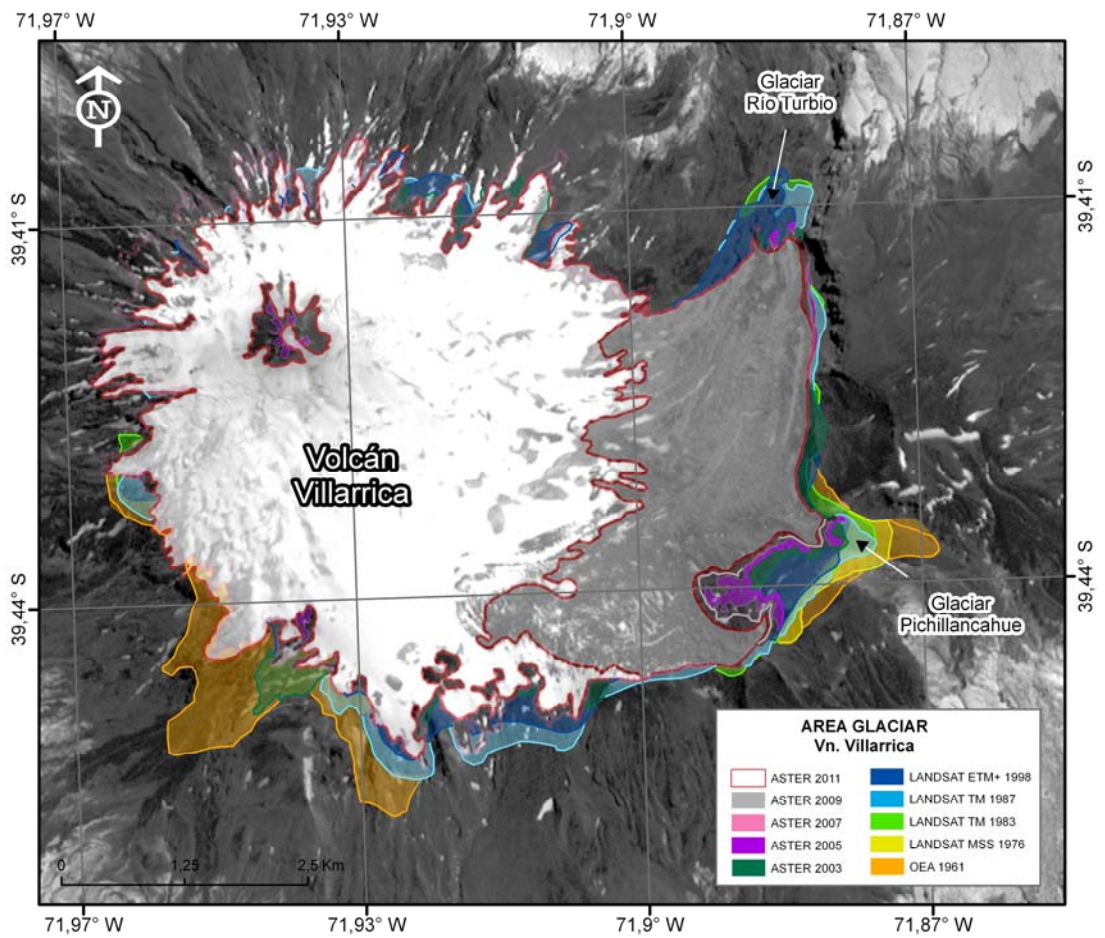 71,97° W
71,93° W
71,9° W
71,87° W
Glaciar
Río Turbio
N
39,41° S
39,41° S
Volcán
Villarrica
39,44° S
39,44° S
Glaciar
Pichillancahue
AREA GLACIAR
Vn. Villarrica
ASTER 2011
ASTER 2009
ASTER 2007
ASTER 2005
ASTER 2003
LANDSAT ETM+ 1998
LANDSAT TM 1987
LANDSAT TM 1983
LANDSAT MSS 1976
OEA 1961
0
1,25
2,5 Km
71,97° W
71,93° W
71,9° W
71,87° W